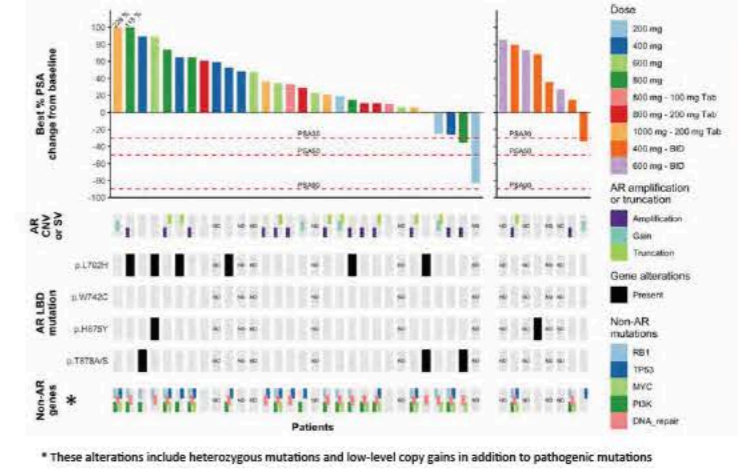 229 %
118 %
100
80
60
40
20
0
-20
-40
-60
-80
-100
Best % PSA
change from baseline
PSA30
PSA50
PSA90
PSA30
PSA50
PSA90
AR
CNV
or SV
AR LBD
mutation
p.L702H
p.W742C
p.H875Y
p.T878A/S
Non-AR
genes
*
Patients
Dose
200 mg
400 mg
600 mg
800 mg
800 mg - 100 mg Tab
800 mg - 200 mg Tab
1000 mg - 200 mg Tab
400 mg - BID
600 mg - BID
AR amplification
or truncation
Amplification
Gain
Truncation
Gene alterations
Present
Non-AR
mutations
RB1
TP53
MYC
PI3K
DNA_repair
* These alterations include heterozygous mutations and low-level copy gains in addition to pathogenic mutations